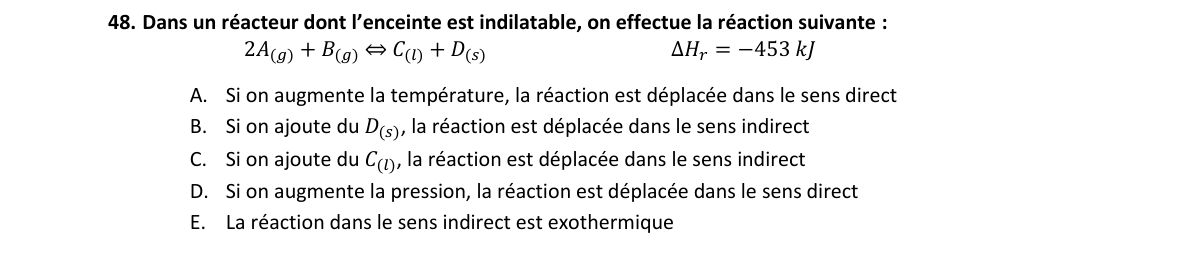 48. Dans un réacteur dont l’enceinte est indilatable, on effectue la réaction suivante :
2A(g) + B(g) ⇔ C(l) + D(s) ΔHr = −453 kJ
A. Si on augmente la température, la réaction est déplacée dans le sens direct
B. Si on ajoute du D(s), la réaction est déplacée dans le sens indirect
C. Si on ajoute du C(l), la réaction est déplacée dans le sens indirect
D. Si on augmente la pression, la réaction est déplacée dans le sens direct
E. La réaction dans le sens indirect est exothermique